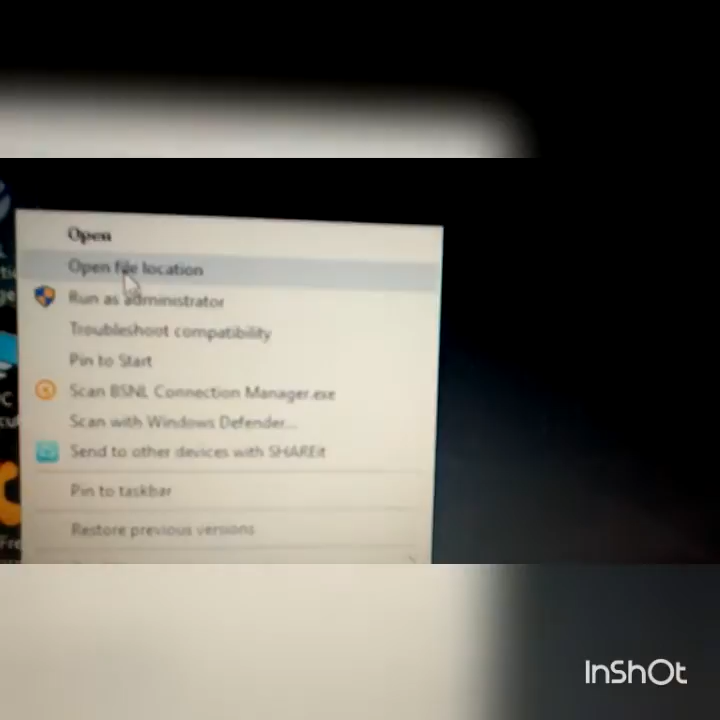 Open
Open file location
Run as administrator
Troubleshoot compatibility
Pin to Start
Scan BSNL Connection Manager.exe
Scan with Windows Defender...
Send to other devices with SHAREit
Pin to taskbar
Restore previous versions
InShOt